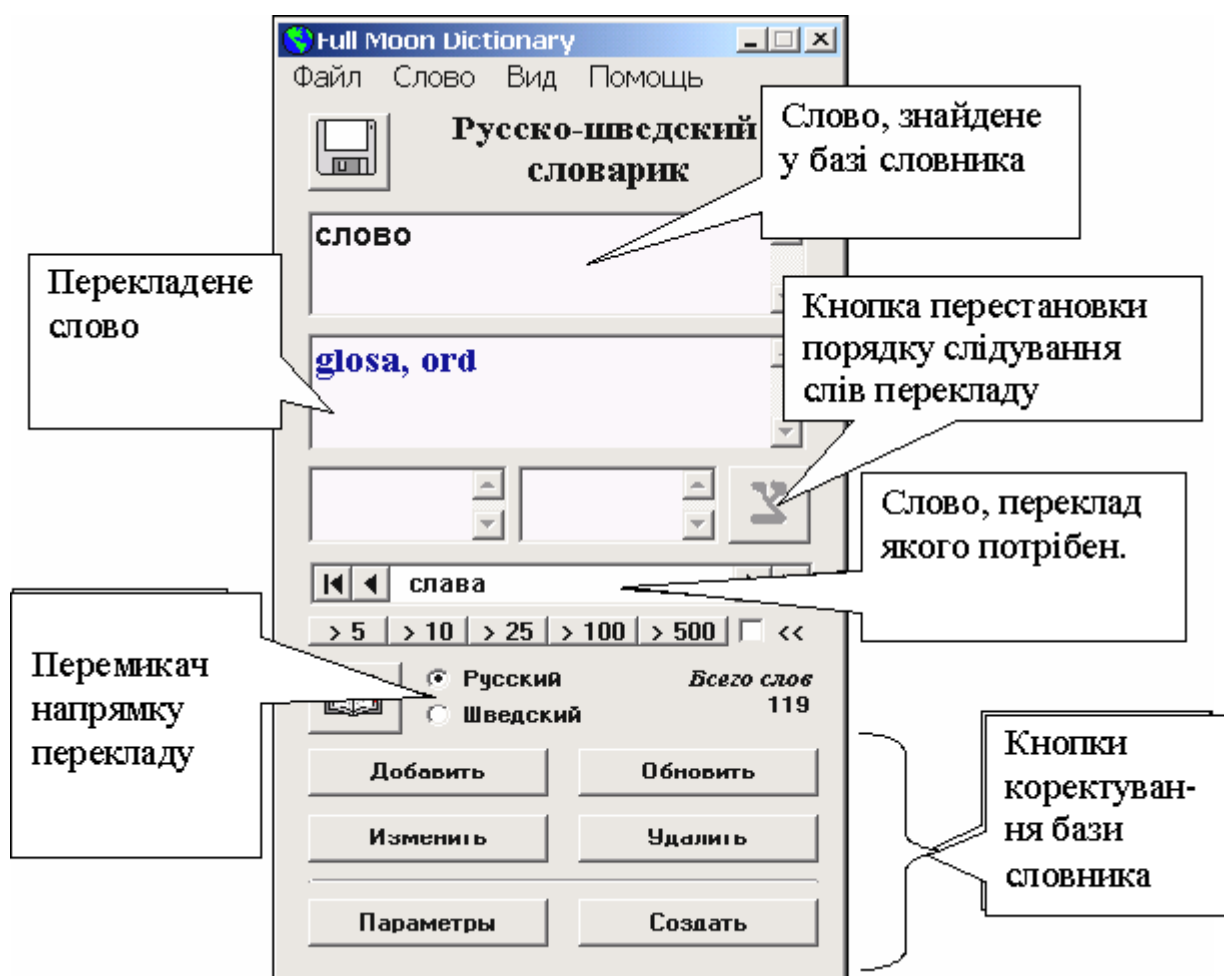 Full Moon Dictionary
Файл Слово Вид Помощь
Русско-шведский
словарик
Слово, знайдене
у базі словника
слово
Перекладене
слово
Кнопка перестановки
порядку слідування
слів перекладу
glosa, ord
Слово, переклад
якого потрібен.
слава
> 5 > 10 > 25 > 100 > 500 <<
Перемикач
напрямку
перекладу
Русский
Шведский
Всего слов
119
Кнопки
коректуван-
ня бази
словника
Добавить Обновить
Изменить Удалить
Параметры Создать